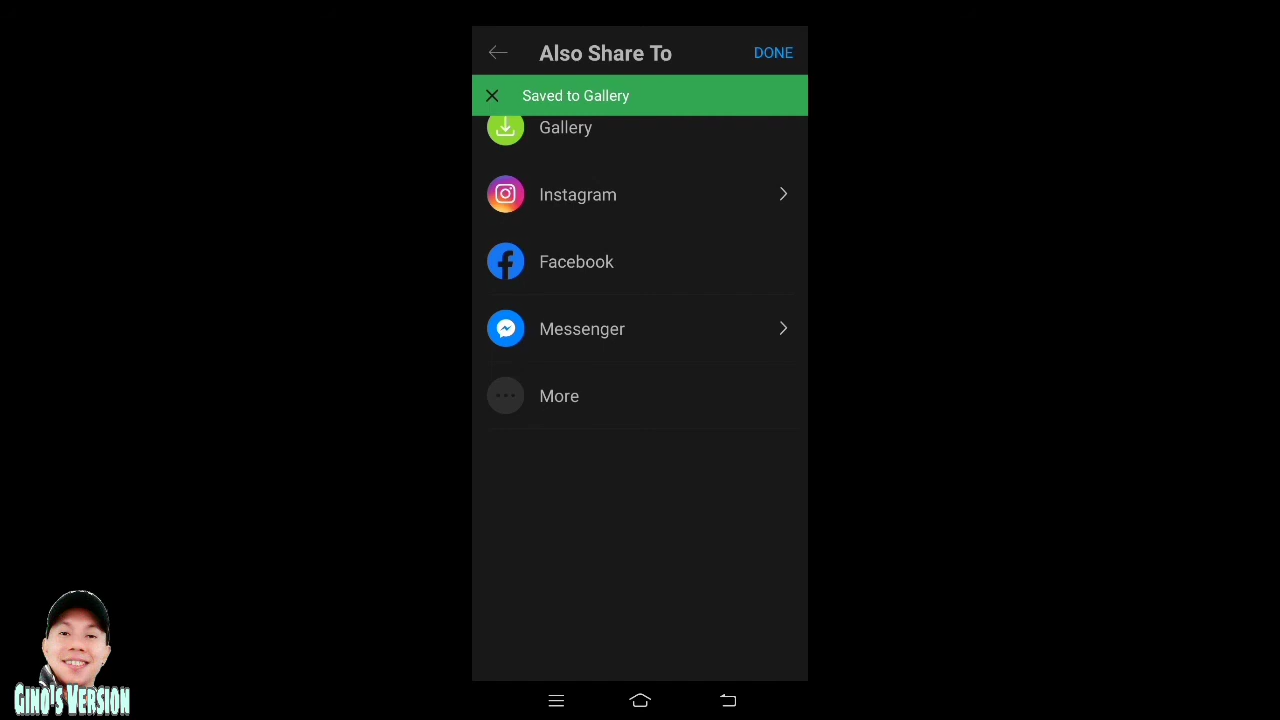 Also Share To
DONE
Saved to Gallery
Gallery
Instagram
Facebook
Messenger
More
GINO'S VERSION